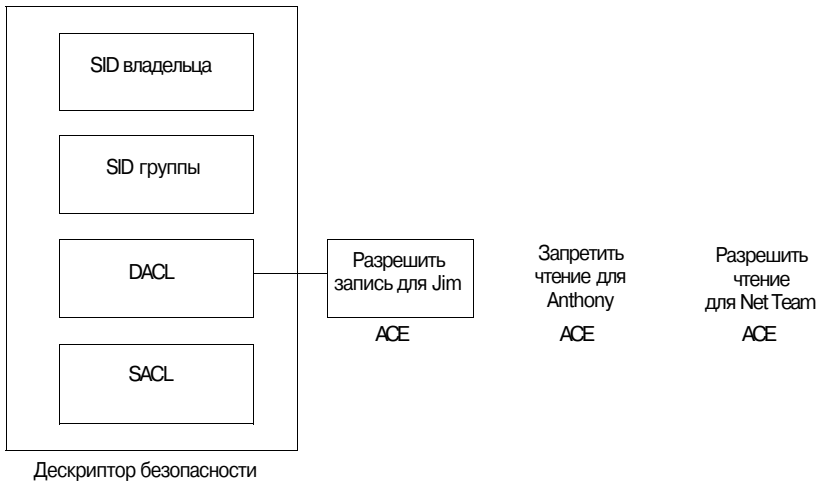 SID владельца
SID группы
DACL
SACL
Разрешить
запись для Jim
ACE
Запретить
чтение для
Anthony
ACE
Разрешить
чтение
для Net Team
ACE
Дескриптор безопасности